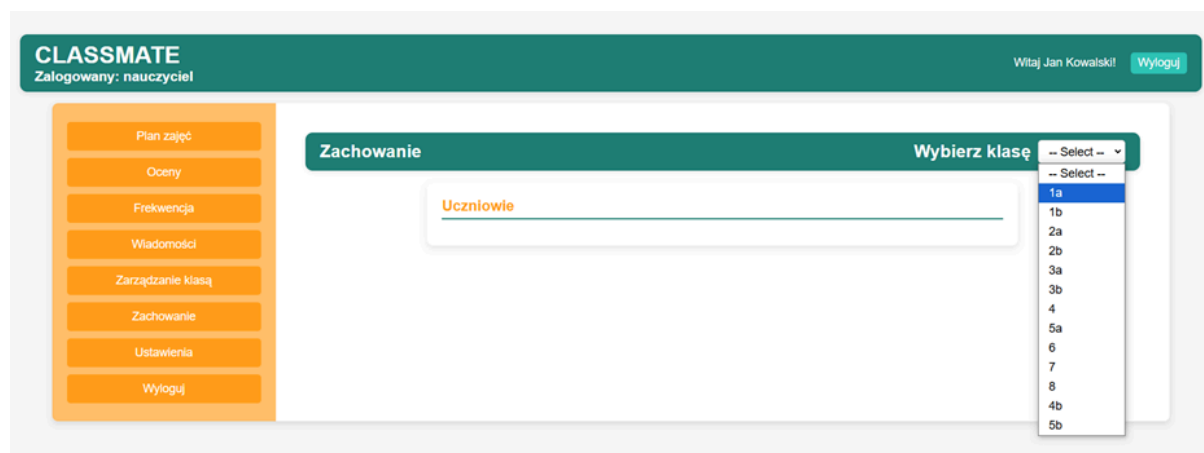 CLASSMATE
Zalogowany: nauczyciel
Witaj Jan Kowalski! Wyloguj
Plan zajęć
Oceny
Frekwencja
Wiadomości
Zarządzanie klasą
Zachowanie
Ustawienia
Wyloguj
Zachowanie
Wybierz klasę -- Select --
-- Select --
1a
1b
2a
2b
3a
3b
4
5a
6
7
8
4b
5b
Uczniowie